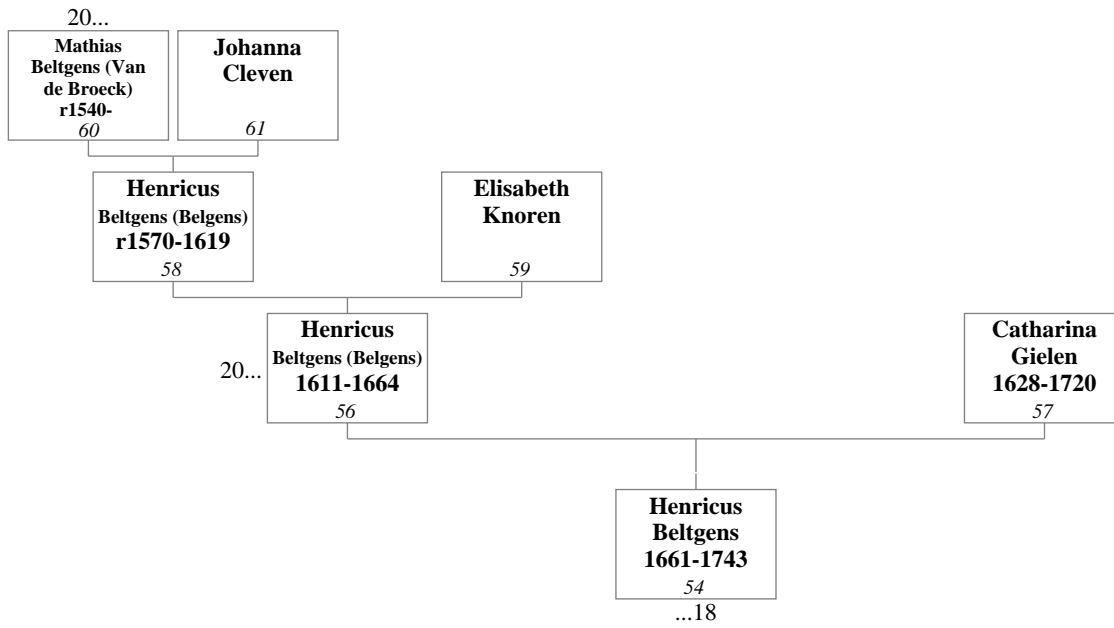 20...
Mathias
Beltgens (Van
de Broeck)
r1540-
60
Johanna
Cleven
61
Henricus
Beltgens (Belgens)
r1570-1619
58
Elisabeth
Knoren
59
20...
Henricus
Beltgens (Belgens)
1611-1664
56
Catharina
Gielen
1628-1720
57
Henricus
Beltgens
1661-1743
54
...18